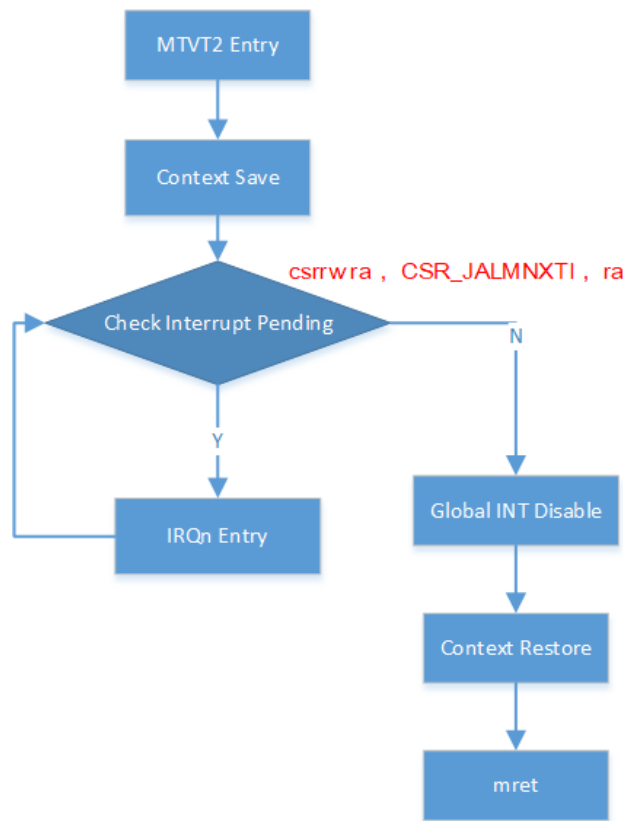 MTVT2 Entry
Context Save
csrrw ra , CSR_JALMNXTI , ra
Check Interrupt Pending
N
Y
Global INT Disable
IRQn Entry
Context Restore
mret